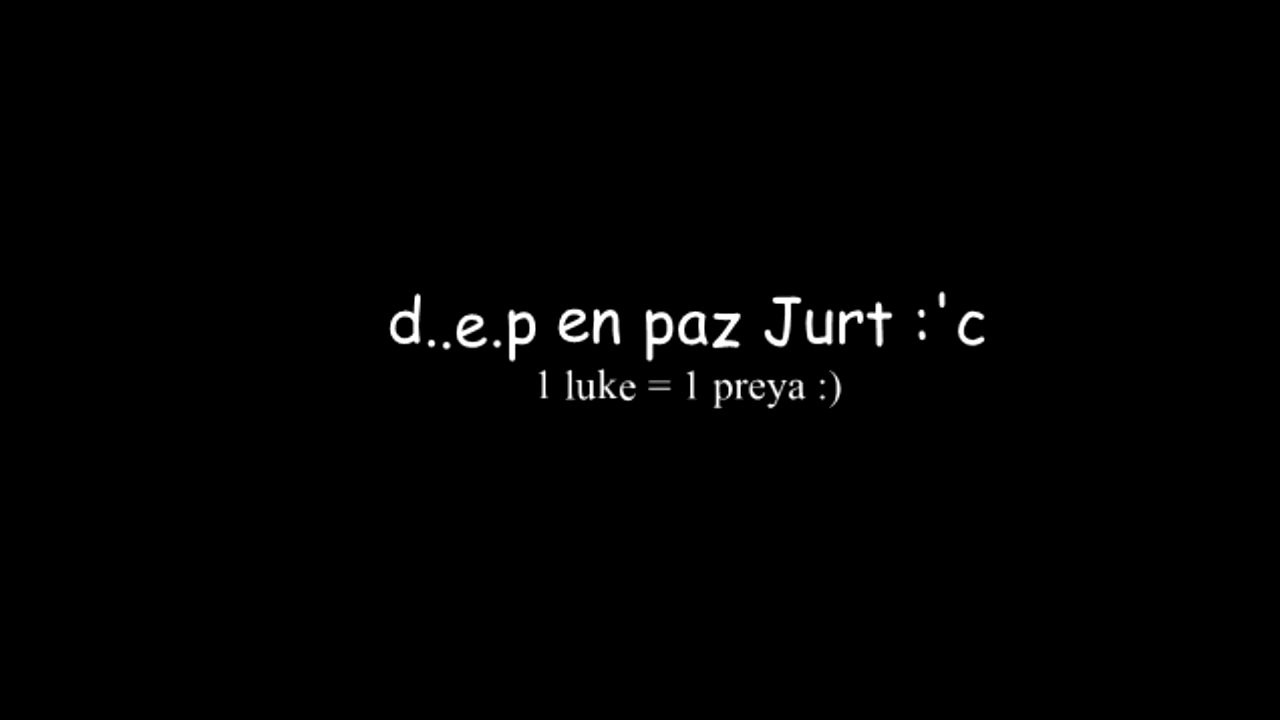 d..e.p en paz Jurt :'c
1 luke = 1 preya :)